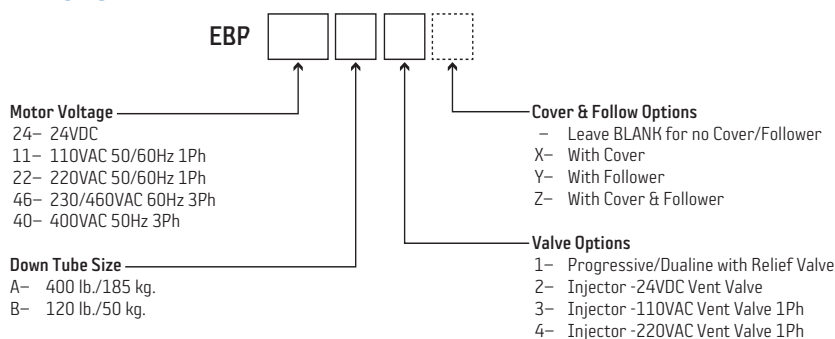 EBP
Motor Voltage
24– 24VDC
11– 110VAC 50/60Hz 1Ph
22– 220VAC 50/60Hz 1Ph
46– 230/460VAC 60Hz 3Ph
40– 400VAC 50Hz 3Ph
Down Tube Size
A– 400 lb./185 kg.
B– 120 lb./50 kg.
Cover & Follow Options
– Leave BLANK for no Cover/Follower
X– With Cover
Y– With Follower
Z– With Cover & Follower
Valve Options
1– Progressive/Dualine with Relief Valve
2– Injector -24VDC Vent Valve
3– Injector -110VAC Vent Valve 1Ph
4– Injector -220VAC Vent Valve 1Ph